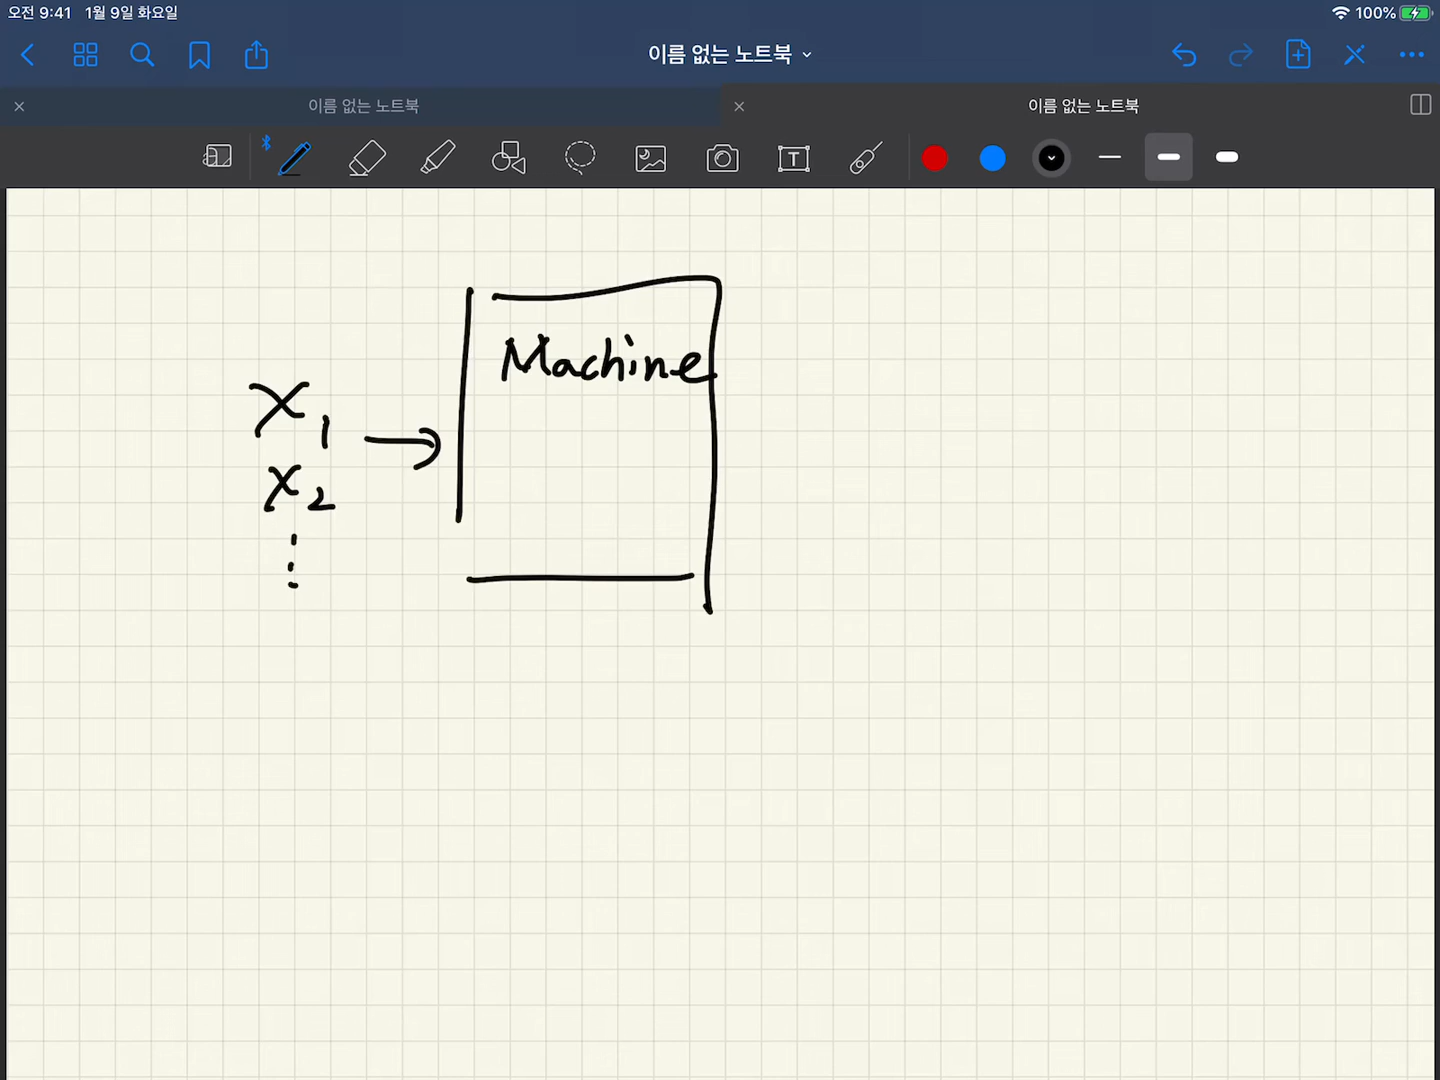 오전 9:41 1월 9일 화요일
100%
이름 없는 노트북
이름 없는 노트북
이름 없는 노트북
T
Machine
x₁
x₂
⋮